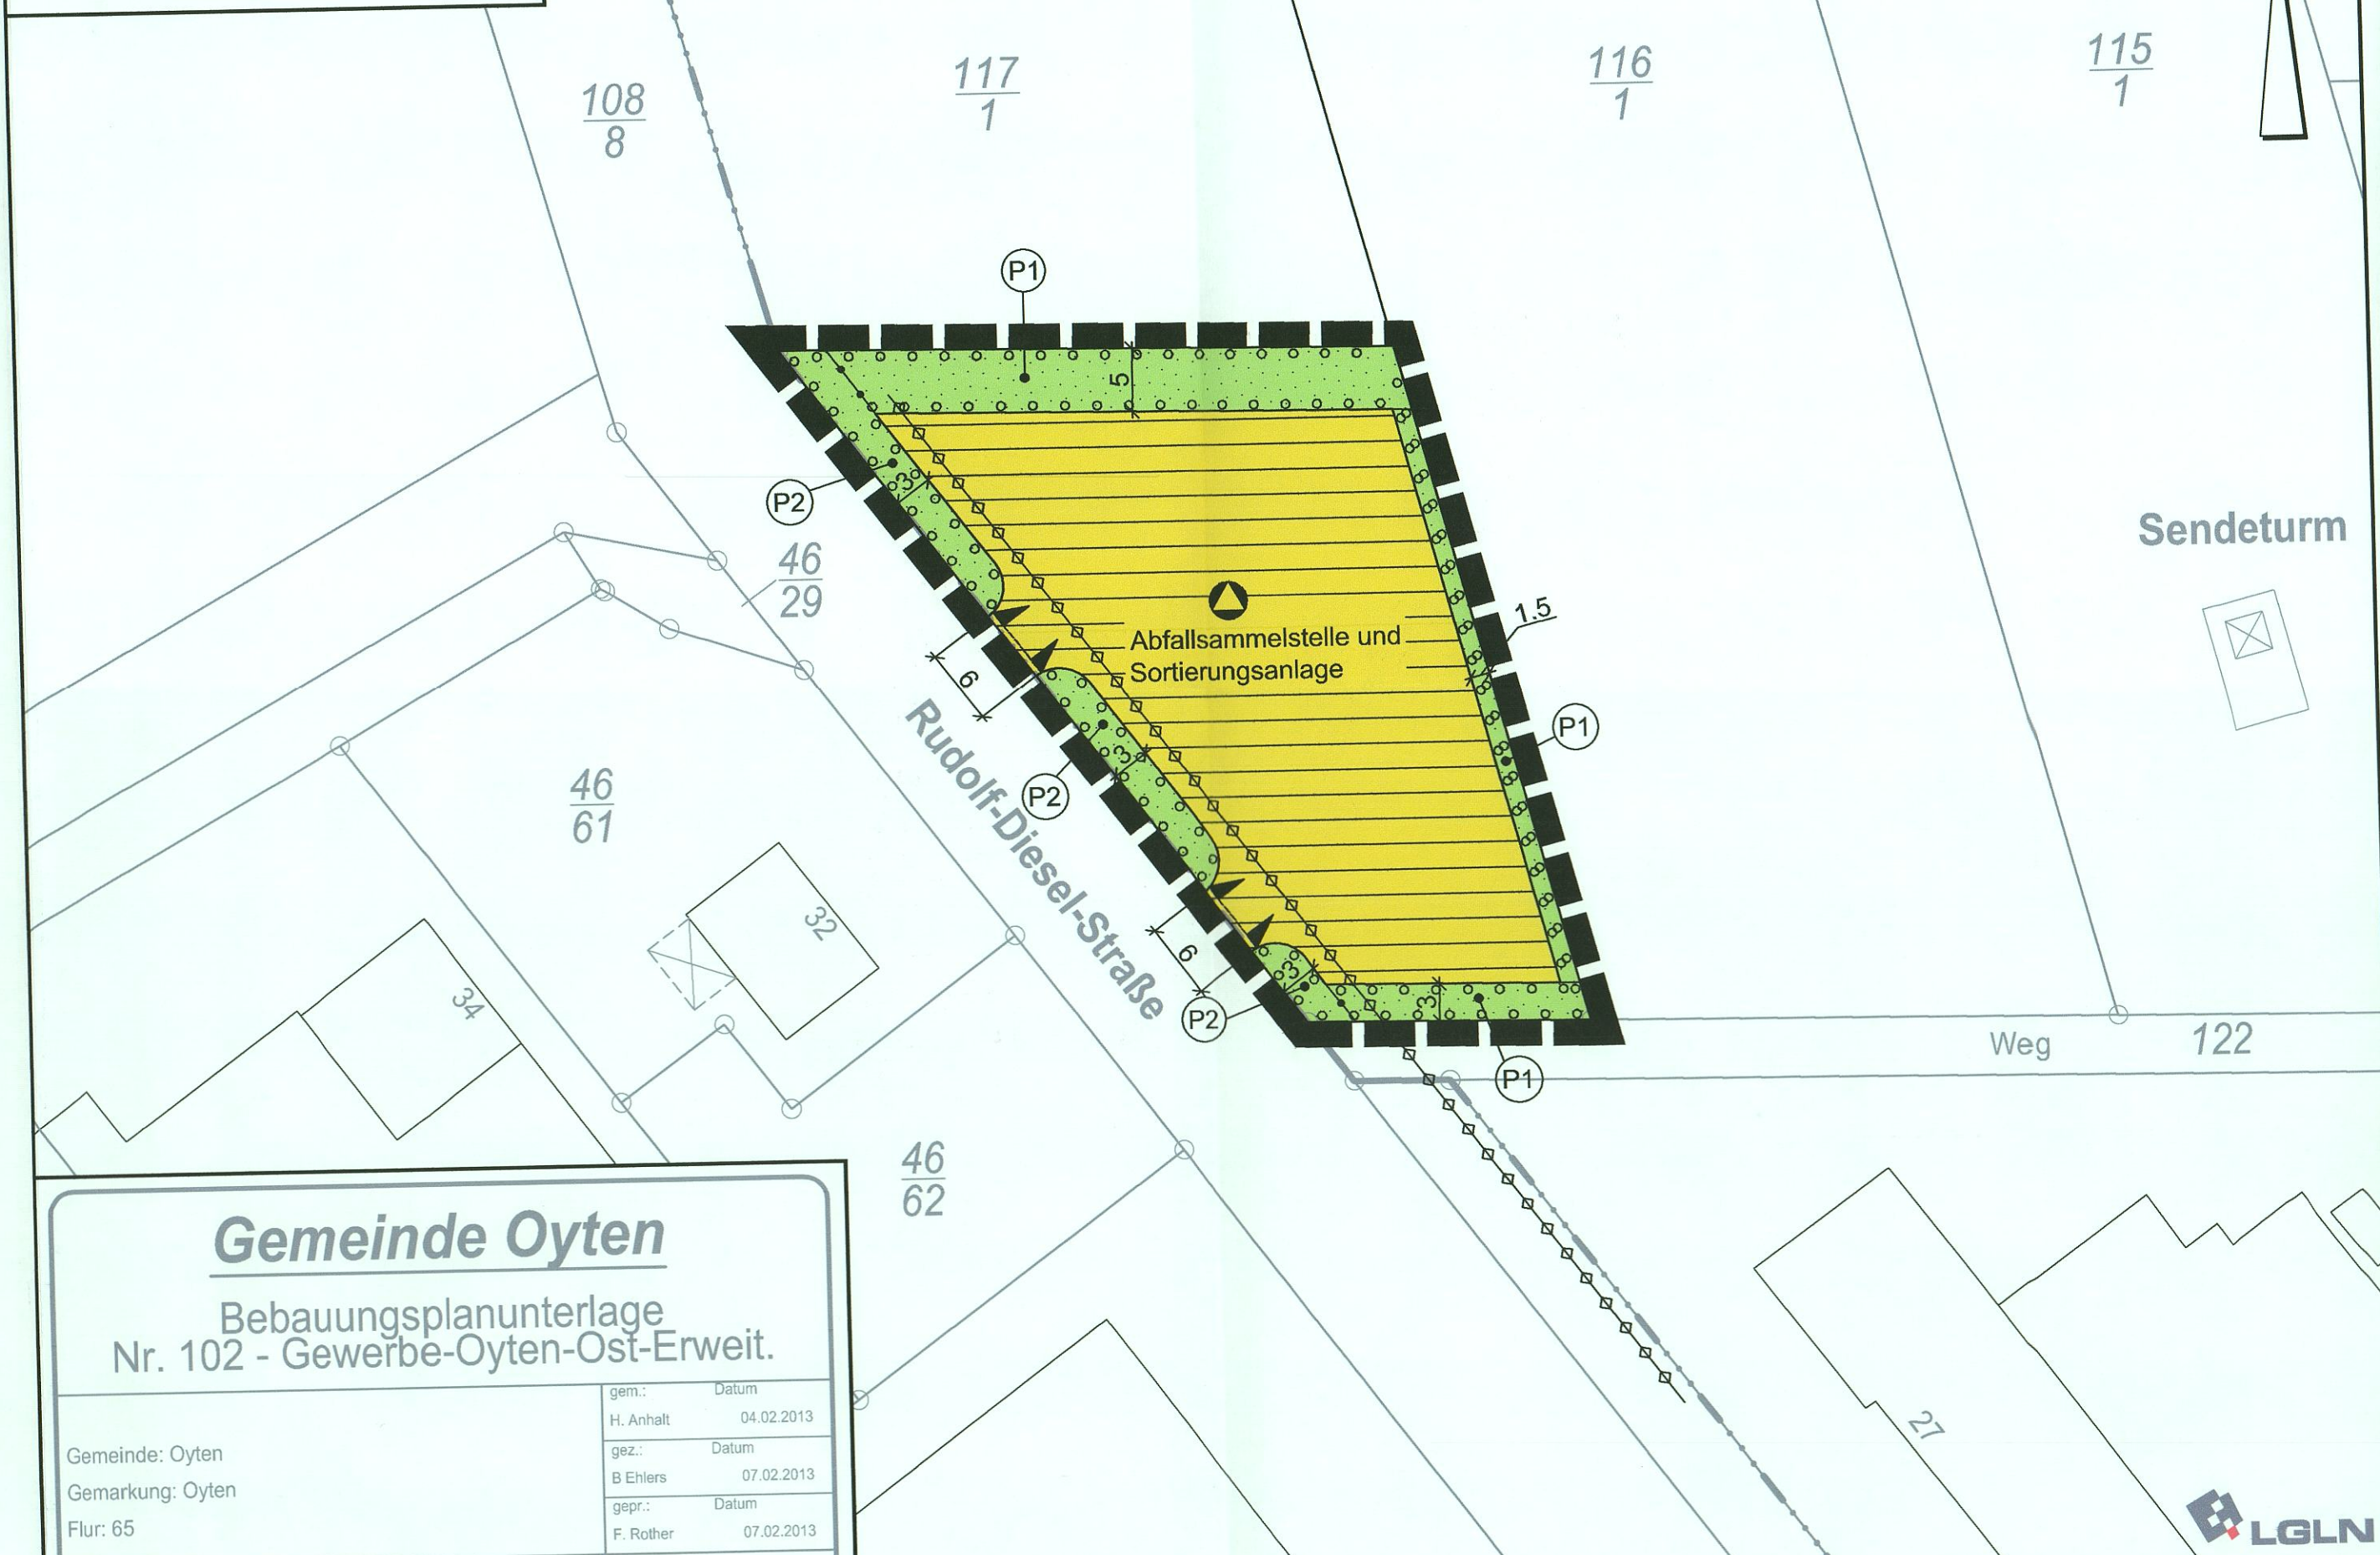 108
8
117
1
116
1
115
1
P1
5
P2
3
46
29
Sendeturm
Abfallsammelstelle und
Sortierungsanlage
1.5
6
P1
Rudolf-Diesel-Straße
3
P2
46
61
32
34
6
3
P2
3
P1
Weg
122
46
62
27
Gemeinde Oyten
Bebauungsplanunterlage
Nr. 102 - Gewerbe-Oyten-Ost-Erweit.
Gemeinde: Oyten
Gemarkung: Oyten
Flur: 65
gem.: Datum
H. Anhalt 04.02.2013
gez.: Datum
B Ehlers 07.02.2013
gepr.: Datum
F. Rother 07.02.2013
LGLN